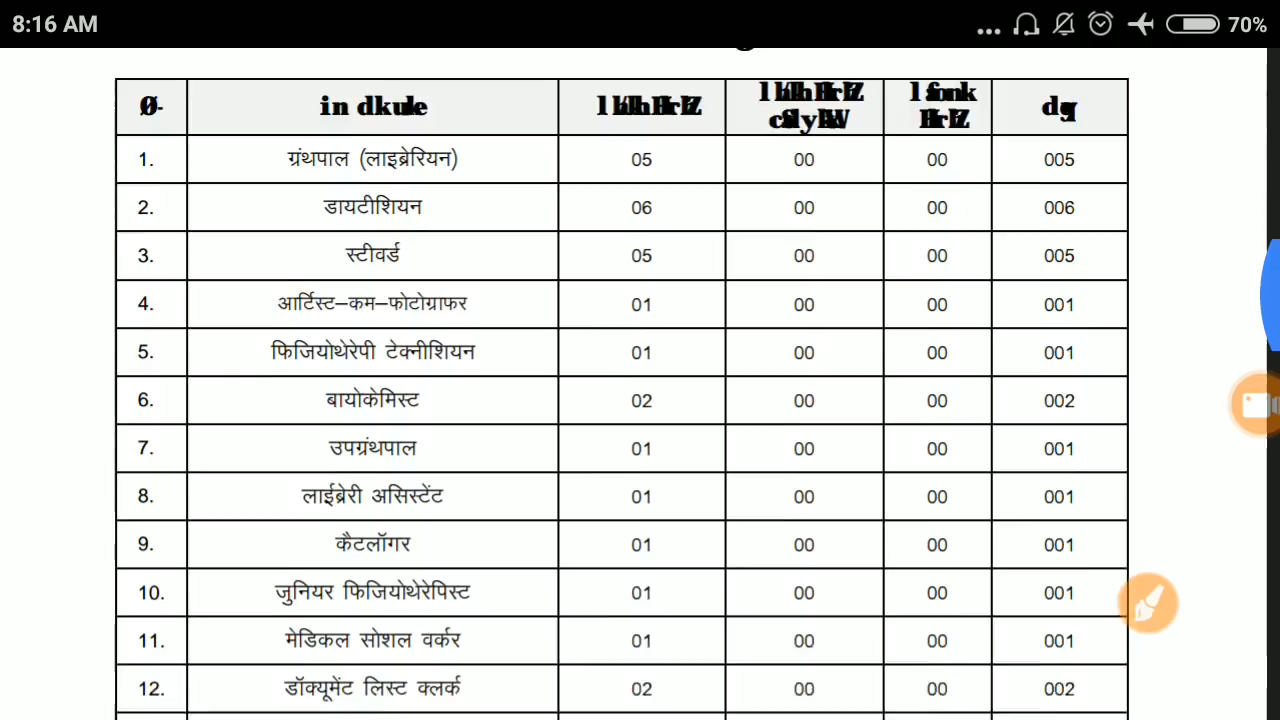 8:16 AM
70%
in dkuke
1. ग्रंथपाल (लाइब्रेरियन) 05 00 00 005
2. डायटीशियन 06 00 00 006
3. स्टीवर्ड 05 00 00 005
4. आर्टिस्ट–कम–फोटोग्राफर 01 00 00 001
5. फिजियोथेरेपी टेक्नीशियन 01 00 00 001
6. बायोकेमिस्ट 02 00 00 002
7. उपग्रंथपाल 01 00 00 001
8. लाईब्रेरी असिस्टेंट 01 00 00 001
9. कैटलॉगर 01 00 00 001
10. जुनियर फिजियोथेरेपिस्ट 01 00 00 001
11. मेडिकल सोशल वर्कर 01 00 00 001
12. डॉक्यूमेंट लिस्ट क्लर्क 02 00 00 002